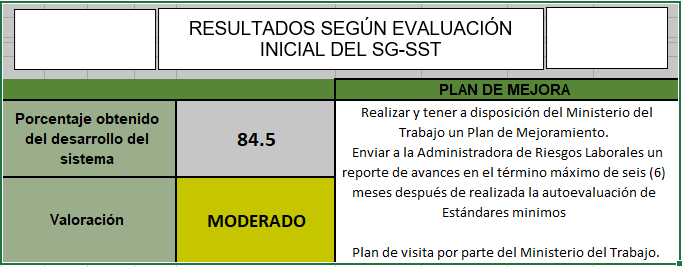 RESULTADOS SEGÚN EVALUACIÓN
INICIAL DEL SG-SST
PLAN DE MEJORA
Porcentaje obtenido
del desarrollo del
sistema
84.5
Realizar y tener a disposición del Ministerio del
Trabajo un Plan de Mejoramiento.
Enviar a la Administradora de Riesgos Laborales un
reporte de avances en el término máximo de seis (6)
meses después de realizada la autoevaluación de
Estándares minimos
Valoración
MODERADO
Plan de visita por parte del Ministerio del Trabajo.